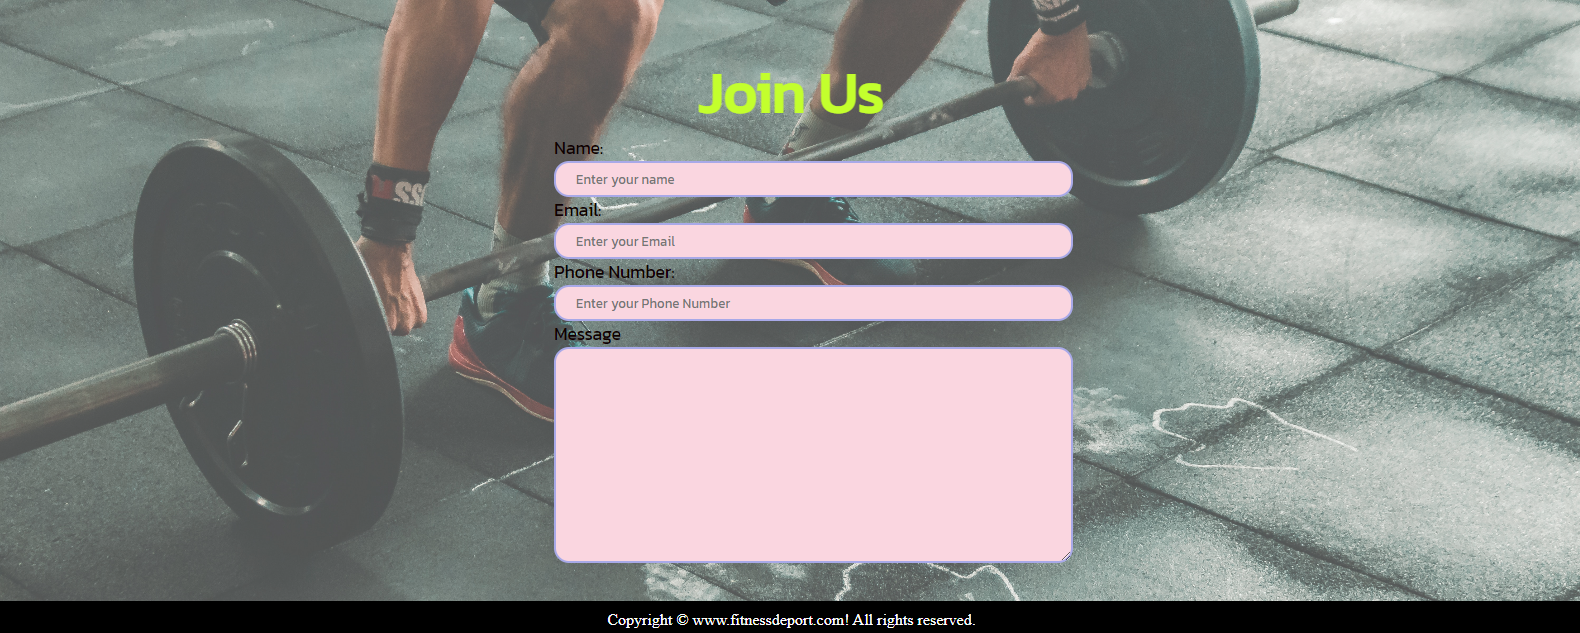 Join Us
Name:
Enter your name
Email:
Enter your Email
Phone Number:
Enter your Phone Number
Message
Copyright © www.fitnessdeport.com! All rights reserved.